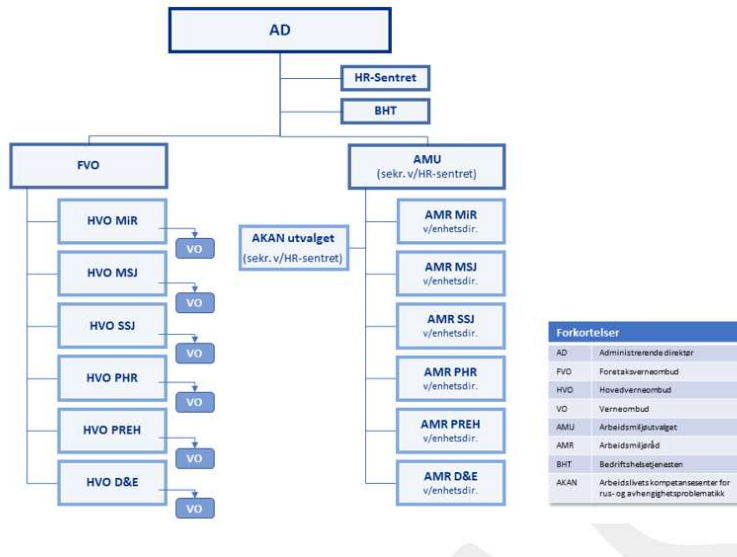 AD
HR-Sentret
BHT
FVO
AMU
(sekr. v/HR-sentret)
HVO MiR
VO
HVO MSJ
VO
HVO SSJ
VO
HVO PHR
VO
HVO PREH
VO
HVO D&E
VO
AKAN utvalget
(sekr. v/HR-sentret)
AMR MiR
v/enhetsdir.
AMR MSJ
v/enhetsdir.
AMR SSJ
v/enhetsdir.
AMR PHR
v/enhetsdir.
AMR PREH
v/enhetsdir.
AMR D&E
v/enhetsdir.
Forkortelser
AD Administrerende direktør
FVO Foretaksverneombud
HVO Hovedverneombud
VO Verneombud
AMU Arbeidsmiljøutvalget
AMR Arbeidsmiljøråd
BHT Bedriftshelsetjenesten
AKAN Arbeidslivets kompetansesenter for
rus- og avhengighetsproblematikk